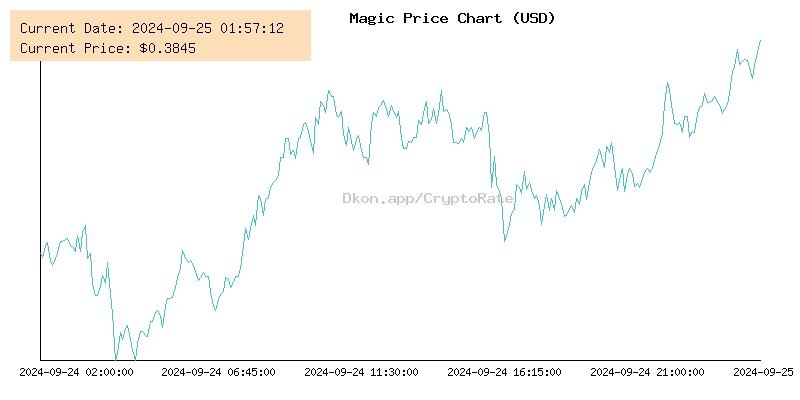 Magic Price Chart (USD)
Current Date: 2024-09-25 01:57:12
Current Price: $0.3845
Dkon.app/CryptoRate
2024-09-24 02:00:00 2024-09-24 06:45:00 2024-09-24 11:30:00 2024-09-24 16:15:00 2024-09-24 21:00:00 2024-09-25